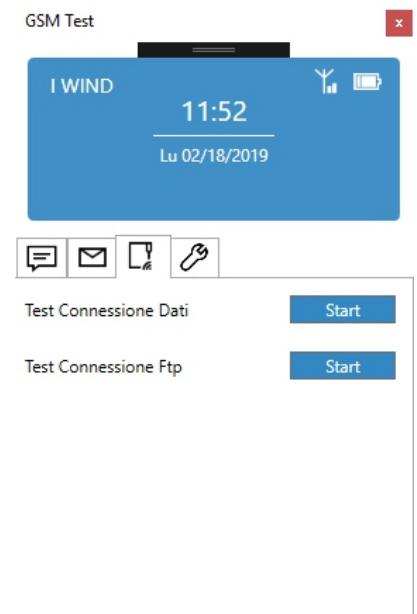 GSM Test
x
I WIND
11:52
Lu 02/18/2019
Test Connessione Dati Start
Test Connessione Ftp Start